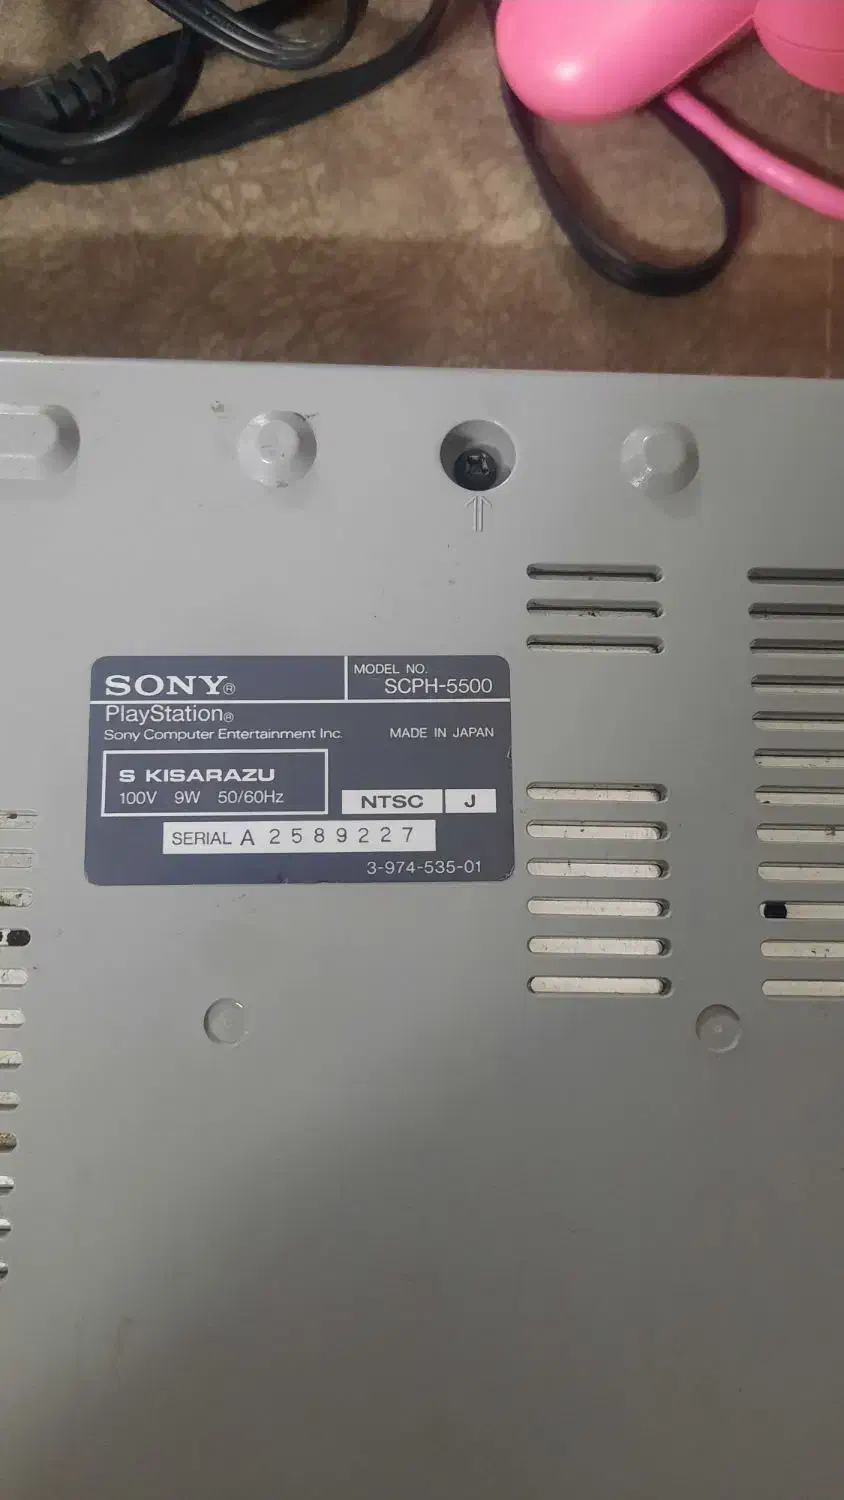 SONY® MODEL NO.
SCPH-5500
PlayStation®
Sony Computer Entertainment Inc. MADE IN JAPAN
S KISARAZU
100V 9W 50/60Hz NTSC J
SERIAL A 2589227
3-974-535-01